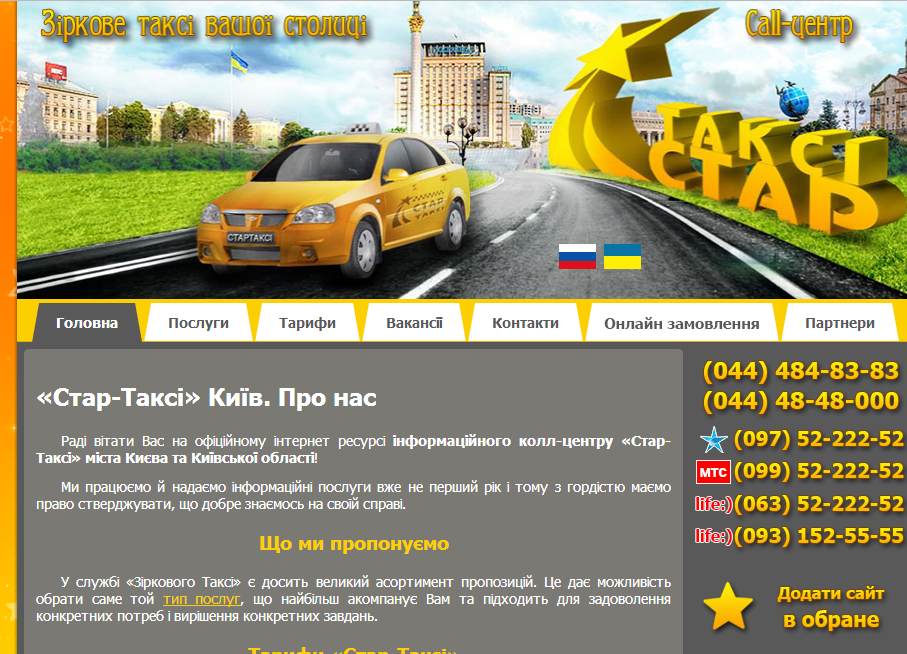 Зіркове таксі вашої столиці
Call-центр
ТАКСІ
СТАР
СТАР
ТАКСІ
СТАРТАКСІ
Головна
Послуги
Тарифи
Вакансії
Контакти
Онлайн замовлення
Партнери
«Стар-Таксі» Київ. Про нас
Раді вітати Вас на офіційному інтернет ресурсі інформаційного колл-центру «Стар-
Таксі» міста Києва та Київської області!
Ми працюємо й надаємо інформаційні послуги вже не перший рік і тому з гордістю маємо
право стверджувати, що добре знаємось на своїй справі.
Що ми пропонуємо
У службі «Зіркового Таксі» є досить великий асортимент пропозицій. Це дає можливість
обрати саме той тип послуг, що найбільш акомпанує Вам та підходить для задоволення
конкретних потреб і вирішення конкретних завдань.
Тарифи «Стар-Таксі»
(044) 484-83-83
(044) 48-48-000
(097) 52-222-52
МТС (099) 52-222-52
life:) (063) 52-222-52
life:) (093) 152-55-55
Додати сайт
в обране